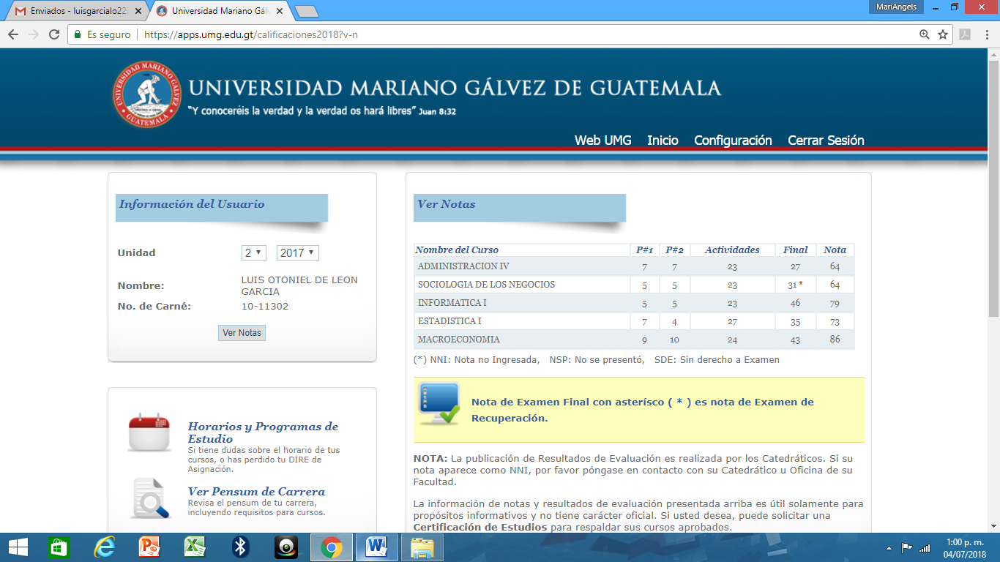 Enviados - luisgarcialo22
Universidad Mariano Gál
MariAngels
Es seguro
https://apps.umg.edu.gt/calificaciones2018?v-n
UNIVERSIDAD MARIANO GÁLVEZ
GUATEMALA
UNIVERSIDAD MARIANO GÁLVEZ DE GUATEMALA
"Y conoceréis la verdad y la verdad os hará libres" Juan 8:32
Web UMG Inicio Configuración Cerrar Sesión
Información del Usuario
Unidad 2 2017
Nombre: LUIS OTONIEL DE LEON
GARCIA
No. de Carné: 10-11302
Ver Notas
Horarios y Programas de
Estudio
Si tiene dudas sobre el horario de tus
cursos, o has perdido tu DIRE de
Asignación.
Ver Pensum de Carrera
Revisa el pensum de tu carrera,
incluyendo requisitos para cursos.
Ver Notas
Nombre del Curso P#1 P#2 Actividades Final Nota
ADMINISTRACION IV 7 7 23 27 64
SOCIOLOGIA DE LOS NEGOCIOS 5 5 23 31 * 64
INFORMATICA I 5 5 23 46 79
ESTADISTICA I 7 4 27 35 73
MACROECONOMIA 9 10 24 43 86
(*) NNI: Nota no Ingresada, NSP: No se presentó, SDE: Sin derecho a Examen
Nota de Examen Final con asterísco ( * ) es nota de Examen de
Recuperación.
NOTA: La publicación de Resultados de Evaluación es realizada por los Catedráticos. Si su
nota aparece como NNI, por favor póngase en contacto con su Catedrático u Oficina de su
Facultad.
La información de notas y resultados de evaluación presentada arriba es útil solamente para
propósitos informativos y no tiene carácter oficial. Si usted desea, puede solicitar una
Certificación de Estudios para respaldar sus cursos aprobados.
1:00 p. m.
04/07/2018